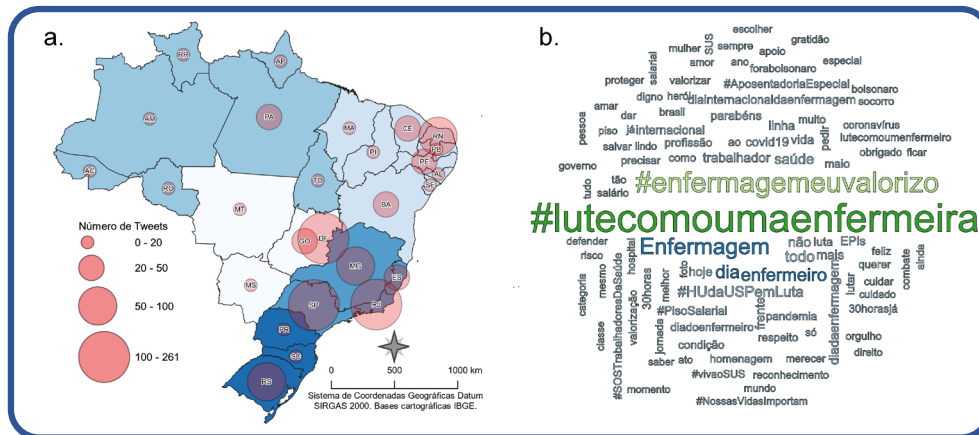 a.
RR
AP
AM
PA
MA
CE
RN
PB
PI
PE
AC
AL
RO
TO
SE
BA
MT
GO
DF
MG
ES
MS
SP
RJ
PR
SC
RS
Número de Tweets
0 - 20
20 - 50
50 - 100
100 - 261
0 500 1000 km
Sistema de Coordenadas Geográficas Datum
SIRGAS 2000. Bases cartográficas IBGE.
b.
escolher
mulher SUS sempre apoio gratidão
salarial amor ano forabolsonaro especial
proteger valorizar #AposentadoriaEspecial bolsonaro
digno herói diainternacionaldaenfermagem socorro
pessoa amar dar brasil parabéns linha muito pedir coronavírus
piso jáinternacional lutecomoumenfermeiro
salvar lindo profissão ao covid19 vida obrigado ficar
governo precisar como trabalhador saúde maio
tudo tão salário #enfermagemeuvalorizo
#lutecomoumaenfermeira
defender hospital Enfermagem não luta EPIs feliz ainda
categoria risco mesmo foto hoje dia enfermeiro todo mais querer combate
#SOSTrabalhadoresDaSaúde valorização 30horas melhor #HUdaUSPemLuta diadaenfermagem lutar cuidar cuidado
#PisoSalarial frente pandemia 30horasjá
classe jornada diadoenfermeiro respeito só orgulho
condição direito
saber ato homenagem merecer
#vivaoSUS reconhecimento
momento mundo
#NossasVidasImportam